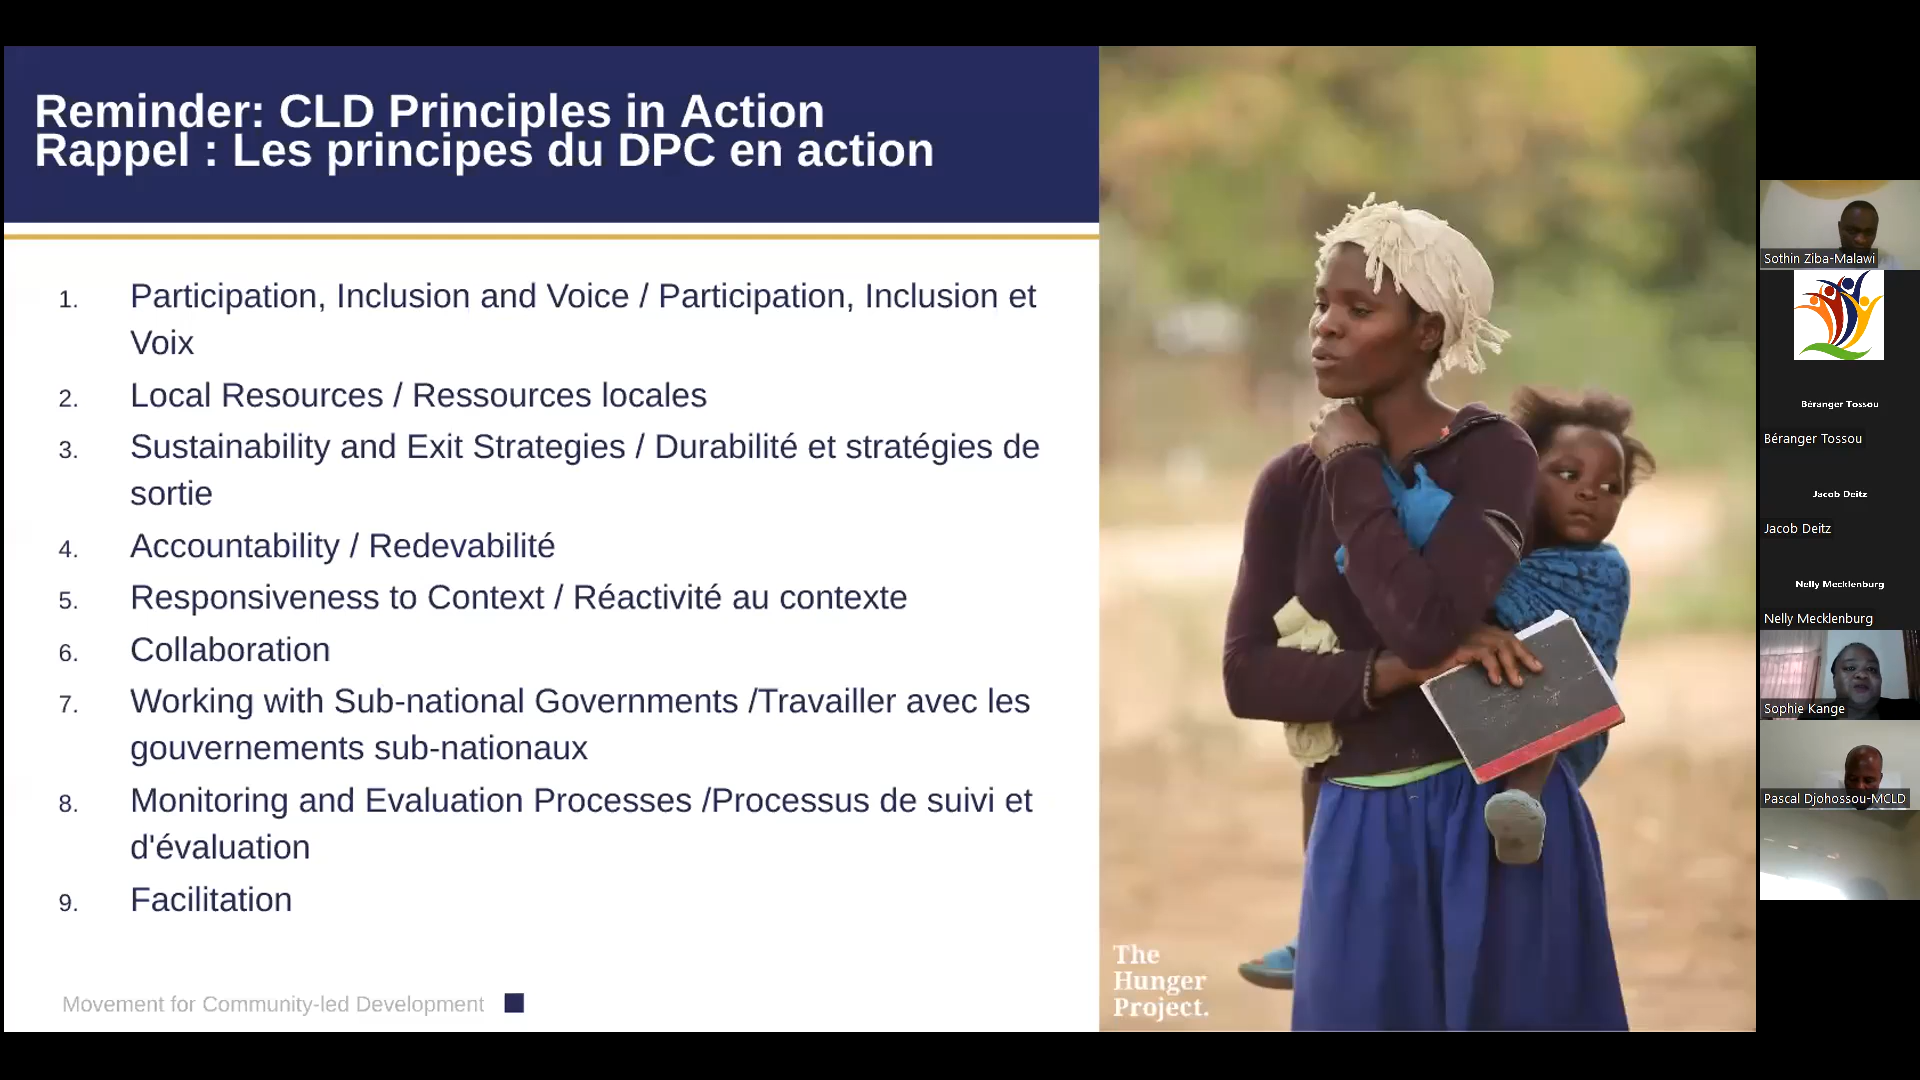 Reminder: CLD Principles in Action
Rappel : Les principes du DPC en action
1. Participation, Inclusion and Voice / Participation, Inclusion et
Voix
2. Local Resources / Ressources locales
3. Sustainability and Exit Strategies / Durabilité et stratégies de
sortie
4. Accountability / Redevabilité
5. Responsiveness to Context / Réactivité au contexte
6. Collaboration
7. Working with Sub-national Governments /Travailler avec les
gouvernements sub-nationaux
8. Monitoring and Evaluation Processes /Processus de suivi et
d'évaluation
9. Facilitation
Movement for Community-led Development
The
Hunger
Project.
Sothin Ziba-Malawi
Béranger Tossou
Béranger Tossou
Jacob Deitz
Jacob Deitz
Nelly Mecklenburg
Nelly Mecklenburg
Sophie Kange
Pascal Djohossou-MCLD